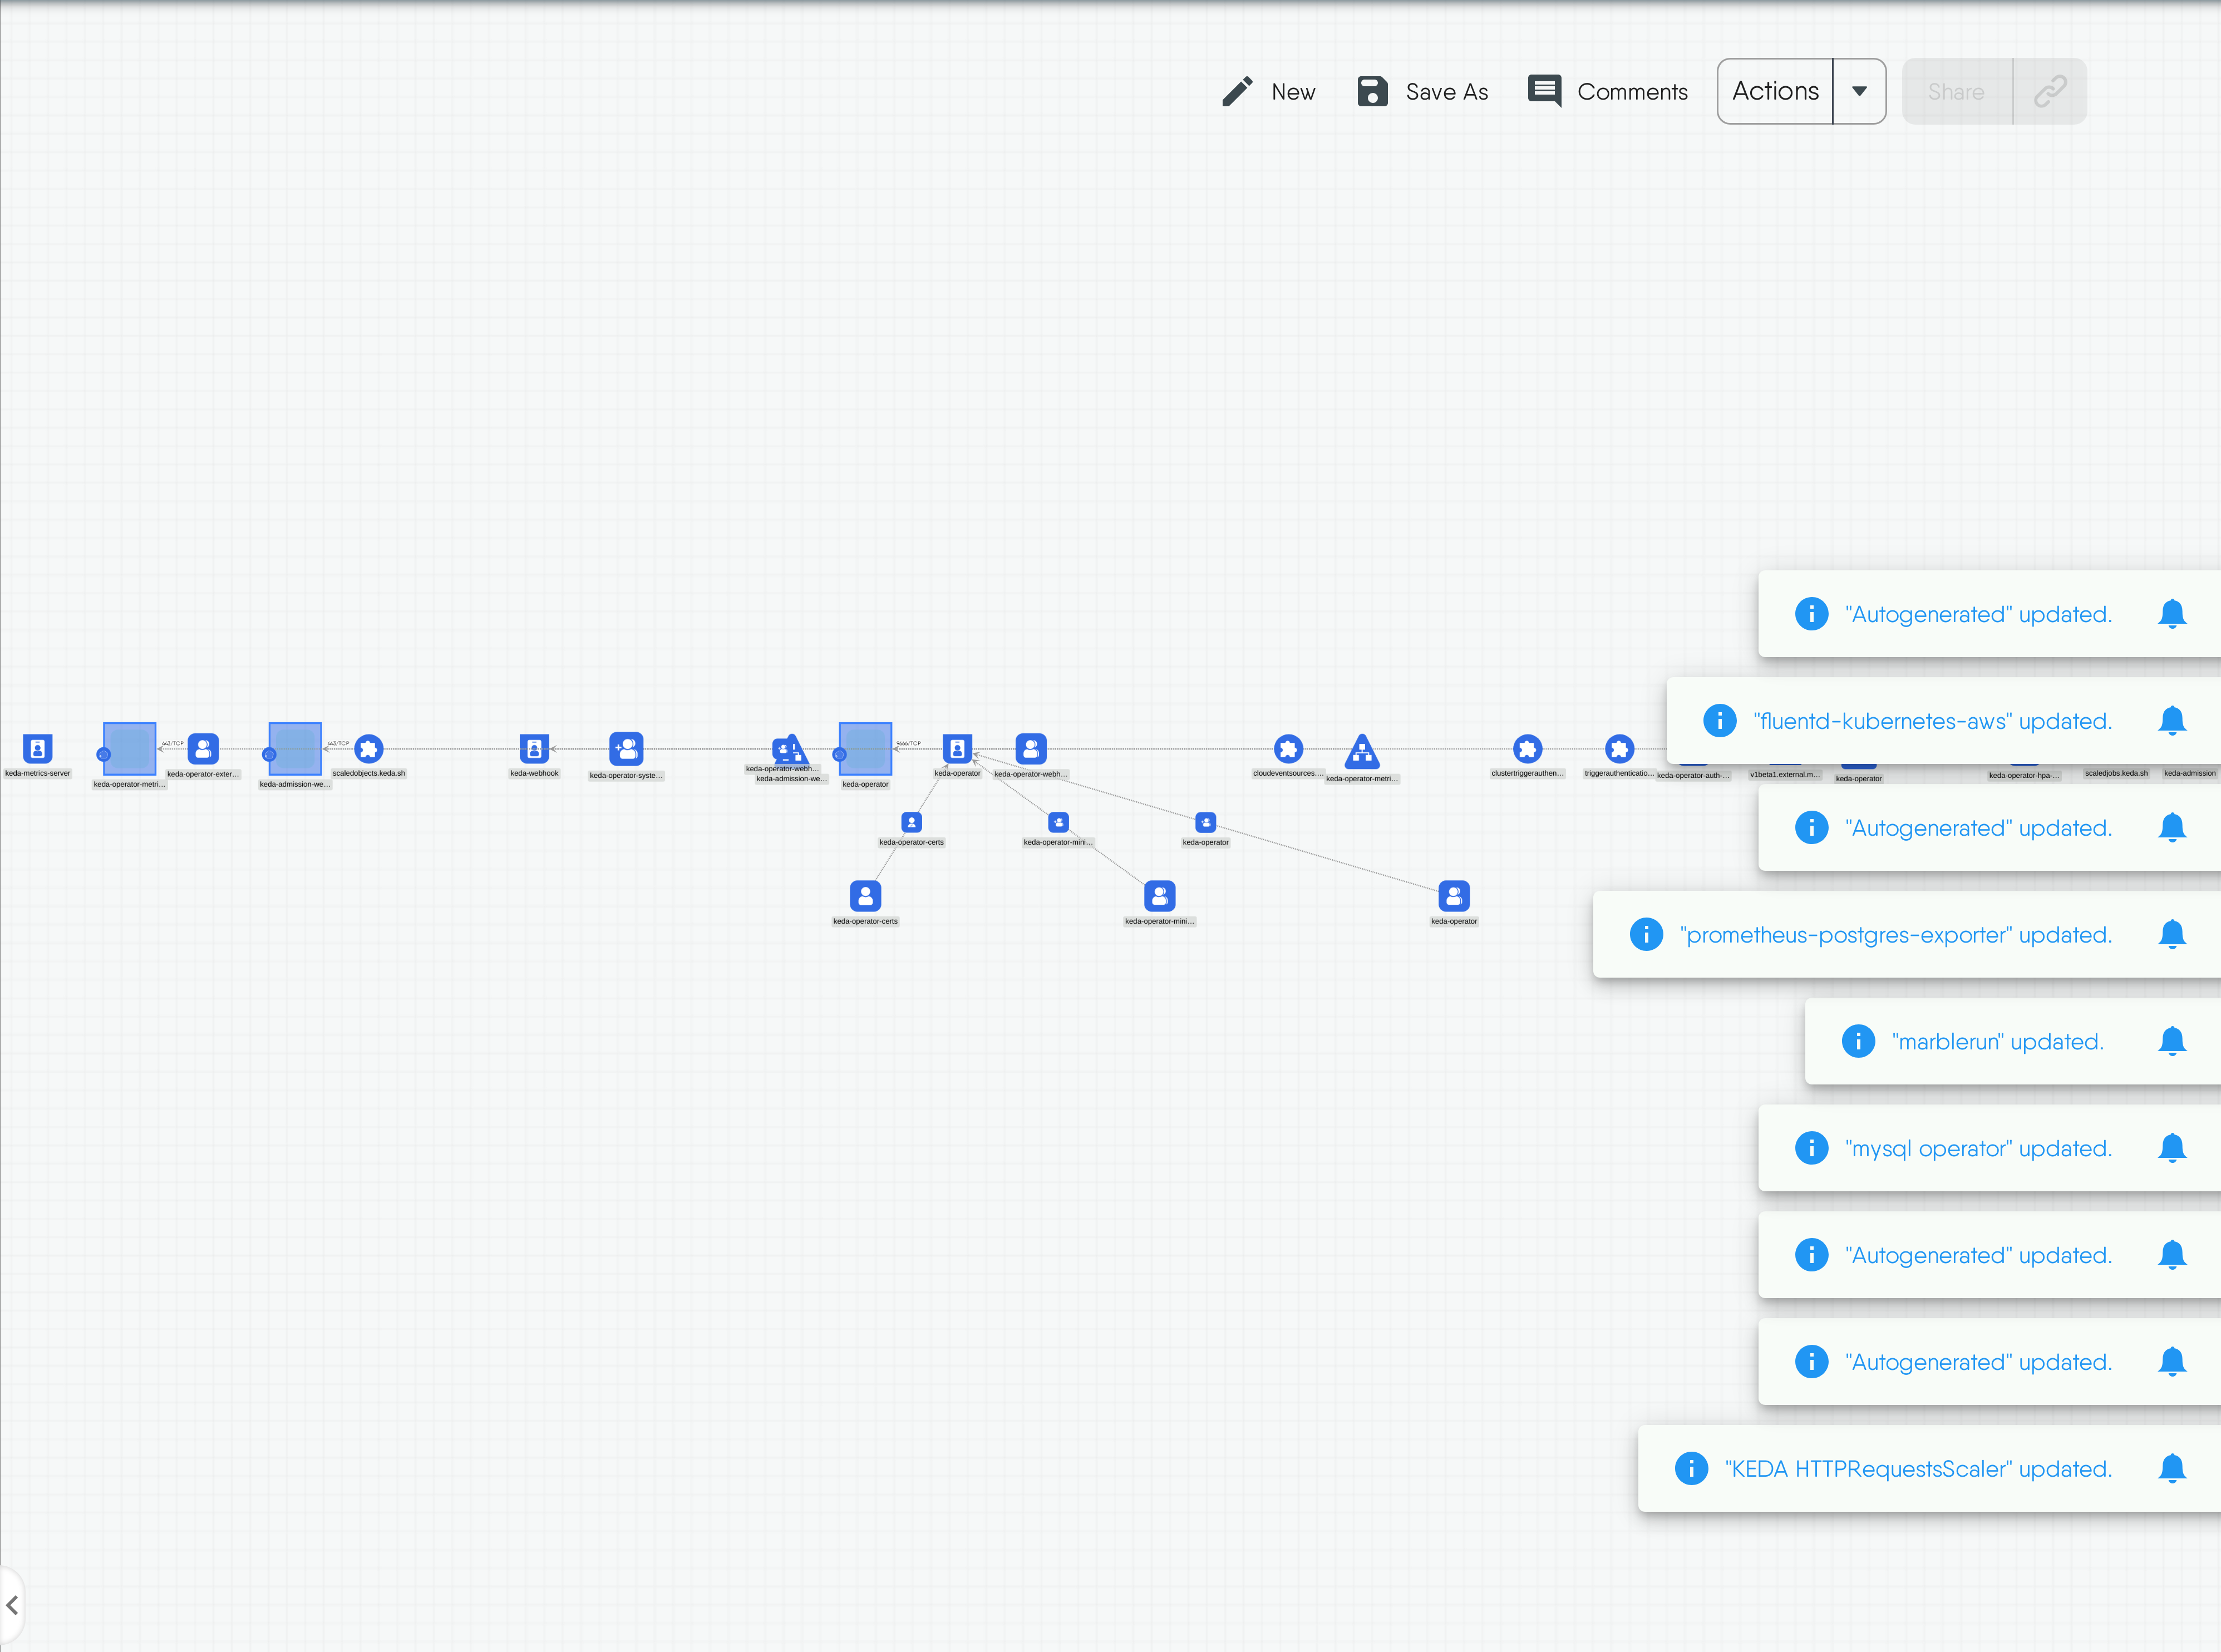 New
Save As
Comments
Actions
Share
"Autogenerated" updated.
"fluentd-kubernetes-aws" updated.
443/TCP
443/TCP
9666/TCP
keda-metrics-server
keda-operator-metri...
keda-operator-exter...
keda-admission-we...
scaledobjects.keda.sh
keda-webhook
keda-operator-syste...
keda-operator-webh...
keda-admission-we...
keda-operator
keda-operator
keda-operator-webh...
cloudeventsources....
keda-operator-metri...
clustertriggerauthen...
triggerauthenticatio...
keda-operator-auth-...
v1beta1.external.m...
keda-operator
keda-operator-hpa-...
scaledjobs.keda.sh
keda-admission
"Autogenerated" updated.
keda-operator-certs
keda-operator-mini...
keda-operator
keda-operator-certs
keda-operator-mini...
keda-operator
"prometheus-postgres-exporter" updated.
"marblerun" updated.
"mysql operator" updated.
"Autogenerated" updated.
"Autogenerated" updated.
"KEDA HTTPRequestsScaler" updated.